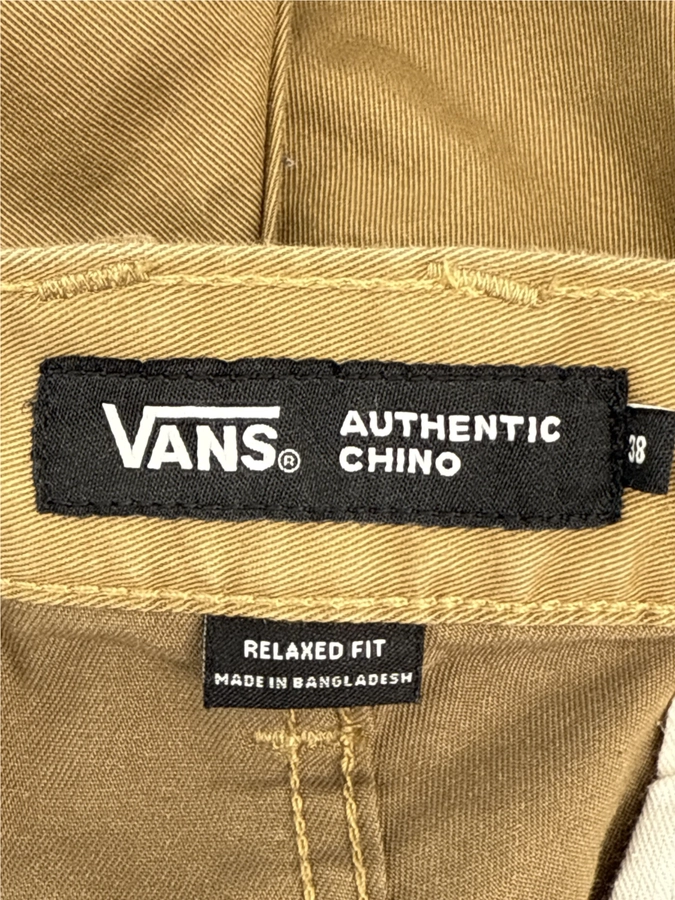 VANS®
AUTHENTIC
CHINO
38
RELAXED FIT
MADE IN BANGLADESH